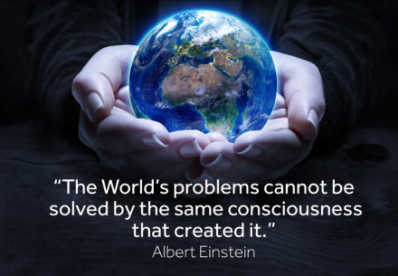 “The World’s problems cannot be
solved by the same consciousness
that created it.”
Albert Einstein